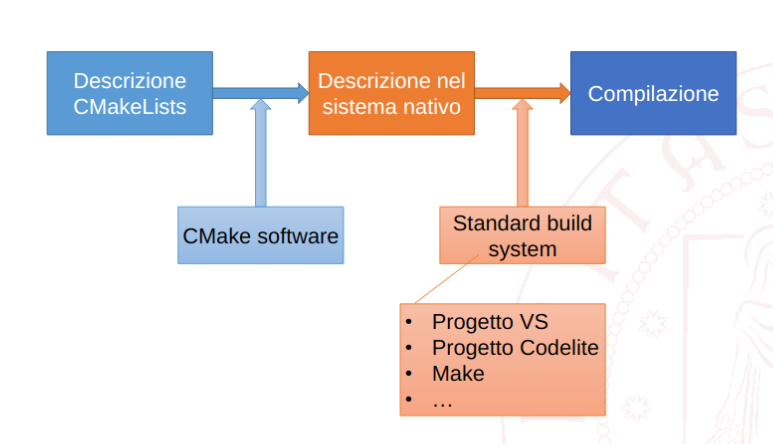 Descrizione
CMakeLists
Descrizione nel
sistema nativo
Compilazione
CMake software
Standard build
system
• Progetto VS
• Progetto Codelite
• Make
• …